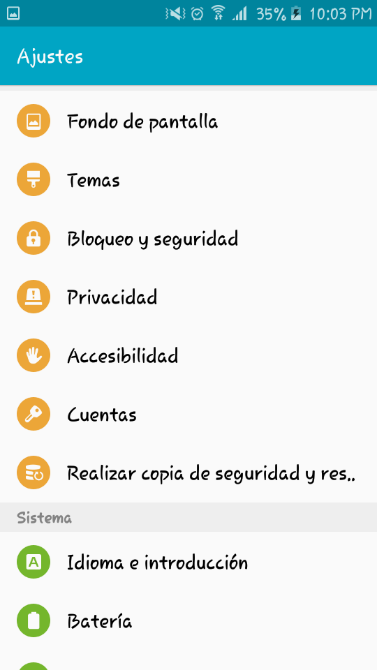 35% 10:03 PM
Ajustes
Fondo de pantalla
Temas
Bloqueo y seguridad
Privacidad
Accesibilidad
Cuentas
Realizar copia de seguridad y res..
Sistema
A Idioma e introducción
Batería